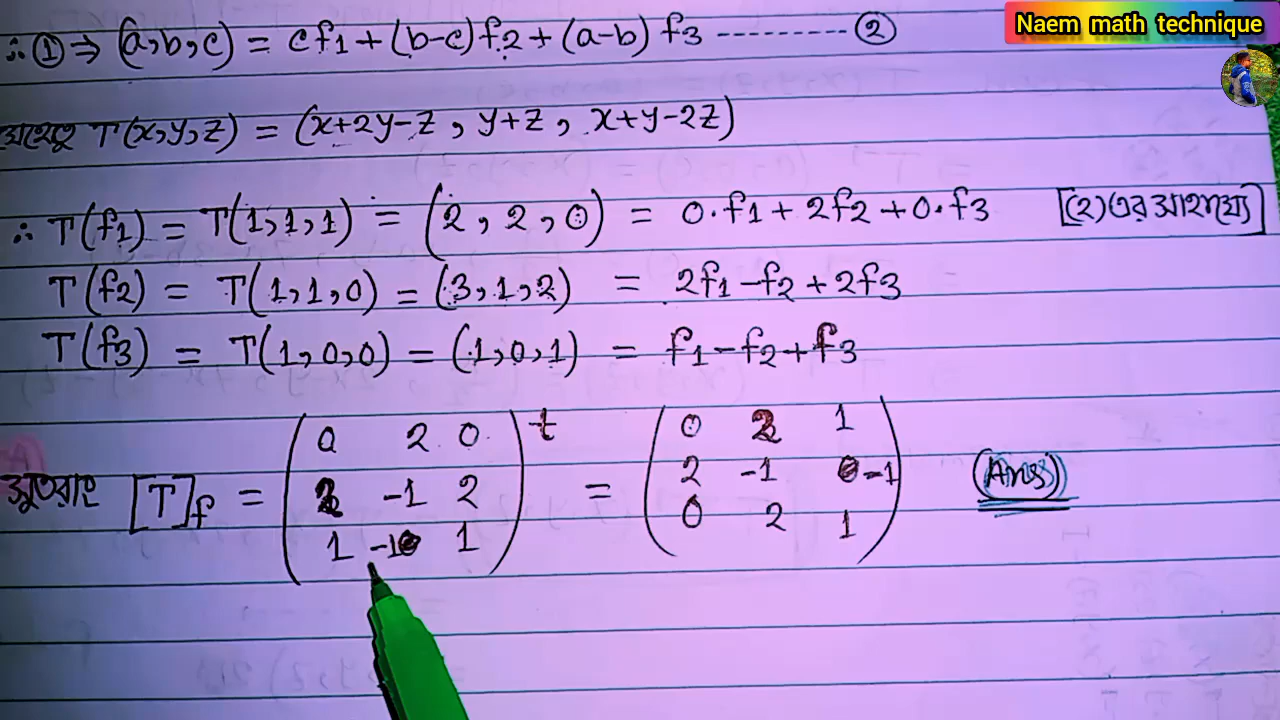 Naem math technique
∴ ① ⇒ (a,b,c) = cf1 + (b-c)f2 + (a-b) f3 --------- ②
যেহেতু T(x,y,z) = (x+2y-z , y+z , x+y-2z)
∴ T(f1) = T(1,1,1) = (2 , 2 , 0) = 0·f1 + 2f2 + 0·f3 [(2) এর সাহায্যে]
T(f2) = T(1,1,0) = (3,1,2) = 2f1 - f2 + 2f3
T(f3) = T(1,0,0) = (1,0,1) = f1 - f2 + f3
0 2 0 t 0 2 1
সুতরাং [T]f = 2 -1 2 = 2 -1 -1 (Ans)
1 -1 1 0 2 1